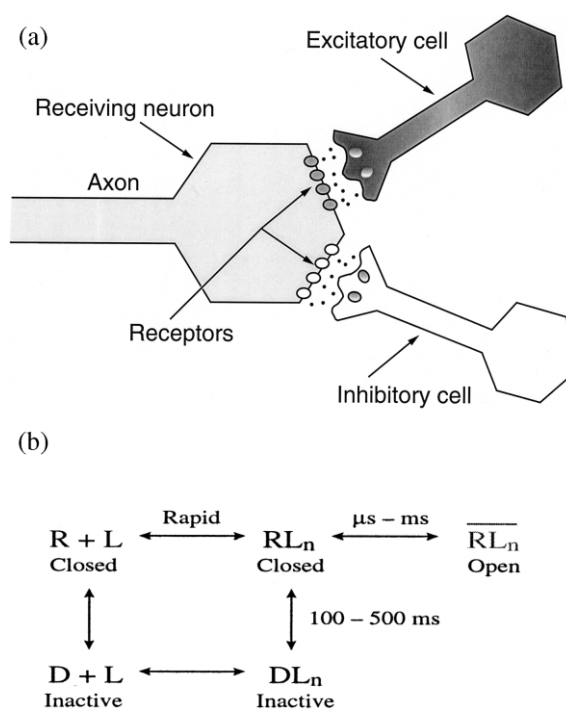 (a)
Excitatory cell
Receiving neuron
Axon
Receptors
Inhibitory cell
(b)
R + L Rapid RLₙ μs – ms R̅L̅ₙ̅
Closed Closed Open
100 – 500 ms
D + L DLₙ
Inactive Inactive